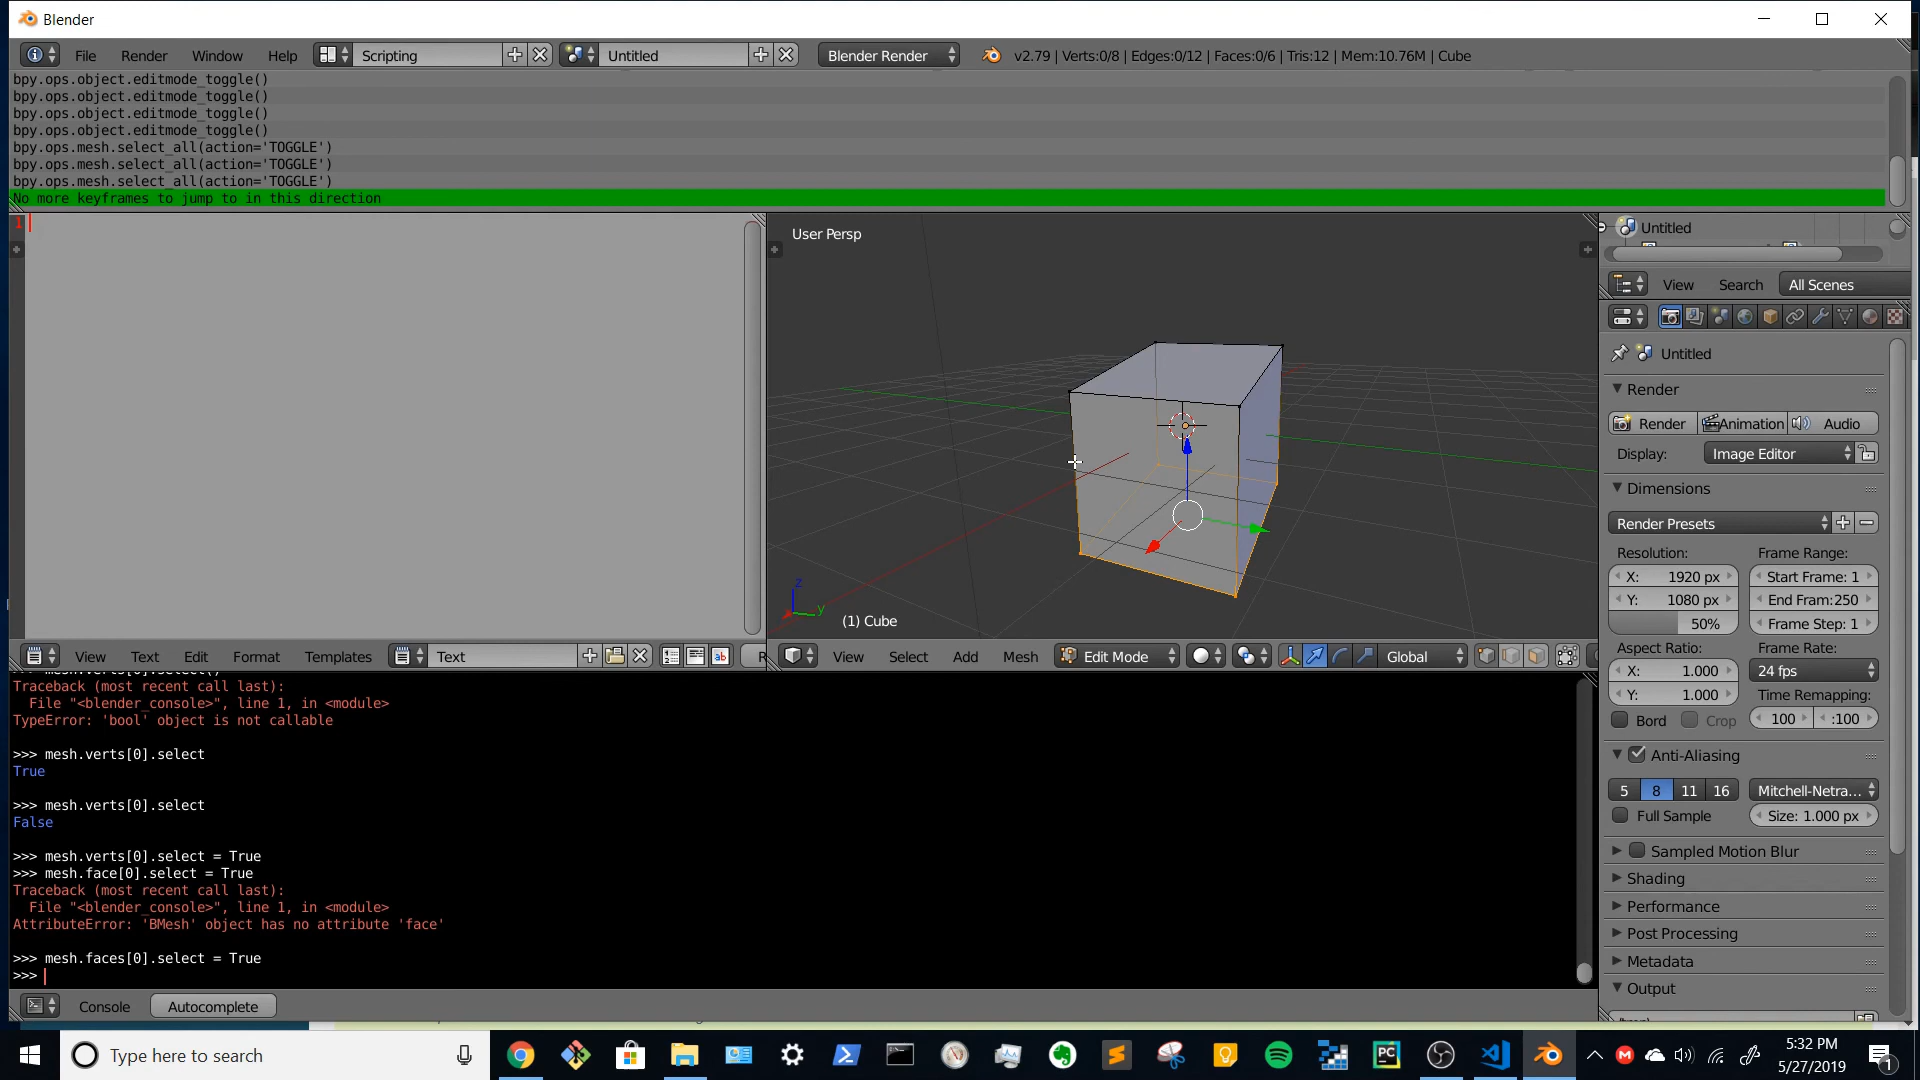 Blender
File Render Window Help Scripting Untitled Blender Render v2.79 | Verts:0/8 | Edges:0/12 | Faces:0/6 | Tris:12 | Mem:10.76M | Cube
bpy.ops.object.editmode_toggle()
bpy.ops.object.editmode_toggle()
bpy.ops.object.editmode_toggle()
bpy.ops.object.editmode_toggle()
bpy.ops.mesh.select_all(action='TOGGLE')
bpy.ops.mesh.select_all(action='TOGGLE')
bpy.ops.mesh.select_all(action='TOGGLE')
No more keyframes to jump to in this direction
1
User Persp
z
y
(1) Cube
View Text Edit Format Templates Text R
View Select Add Mesh Edit Mode Global
>>> mesh.verts[0].select()
Traceback (most recent call last):
File "<blender_console>", line 1, in <module>
TypeError: 'bool' object is not callable
>>> mesh.verts[0].select
True
>>> mesh.verts[0].select
False
>>> mesh.verts[0].select = True
>>> mesh.face[0].select = True
Traceback (most recent call last):
File "<blender_console>", line 1, in <module>
AttributeError: 'BMesh' object has no attribute 'face'
>>> mesh.faces[0].select = True
>>>
Console Autocomplete
Untitled
View Search All Scenes
Untitled
Render
Render Animation Audio
Display: Image Editor
Dimensions
Render Presets
Resolution: Frame Range:
X: 1920 px Start Frame: 1
Y: 1080 px End Fram:250
50% Frame Step: 1
Aspect Ratio: Frame Rate:
X: 1.000 24 fps
Y: 1.000 Time Remapping:
Bord Crop 100 :100
Anti-Aliasing
5 8 11 16 Mitchell-Netra...
Full Sample Size: 1.000 px
Sampled Motion Blur
Shading
Performance
Post Processing
Metadata
Output
Type here to search
PC
M
5:32 PM
5/27/2019
1